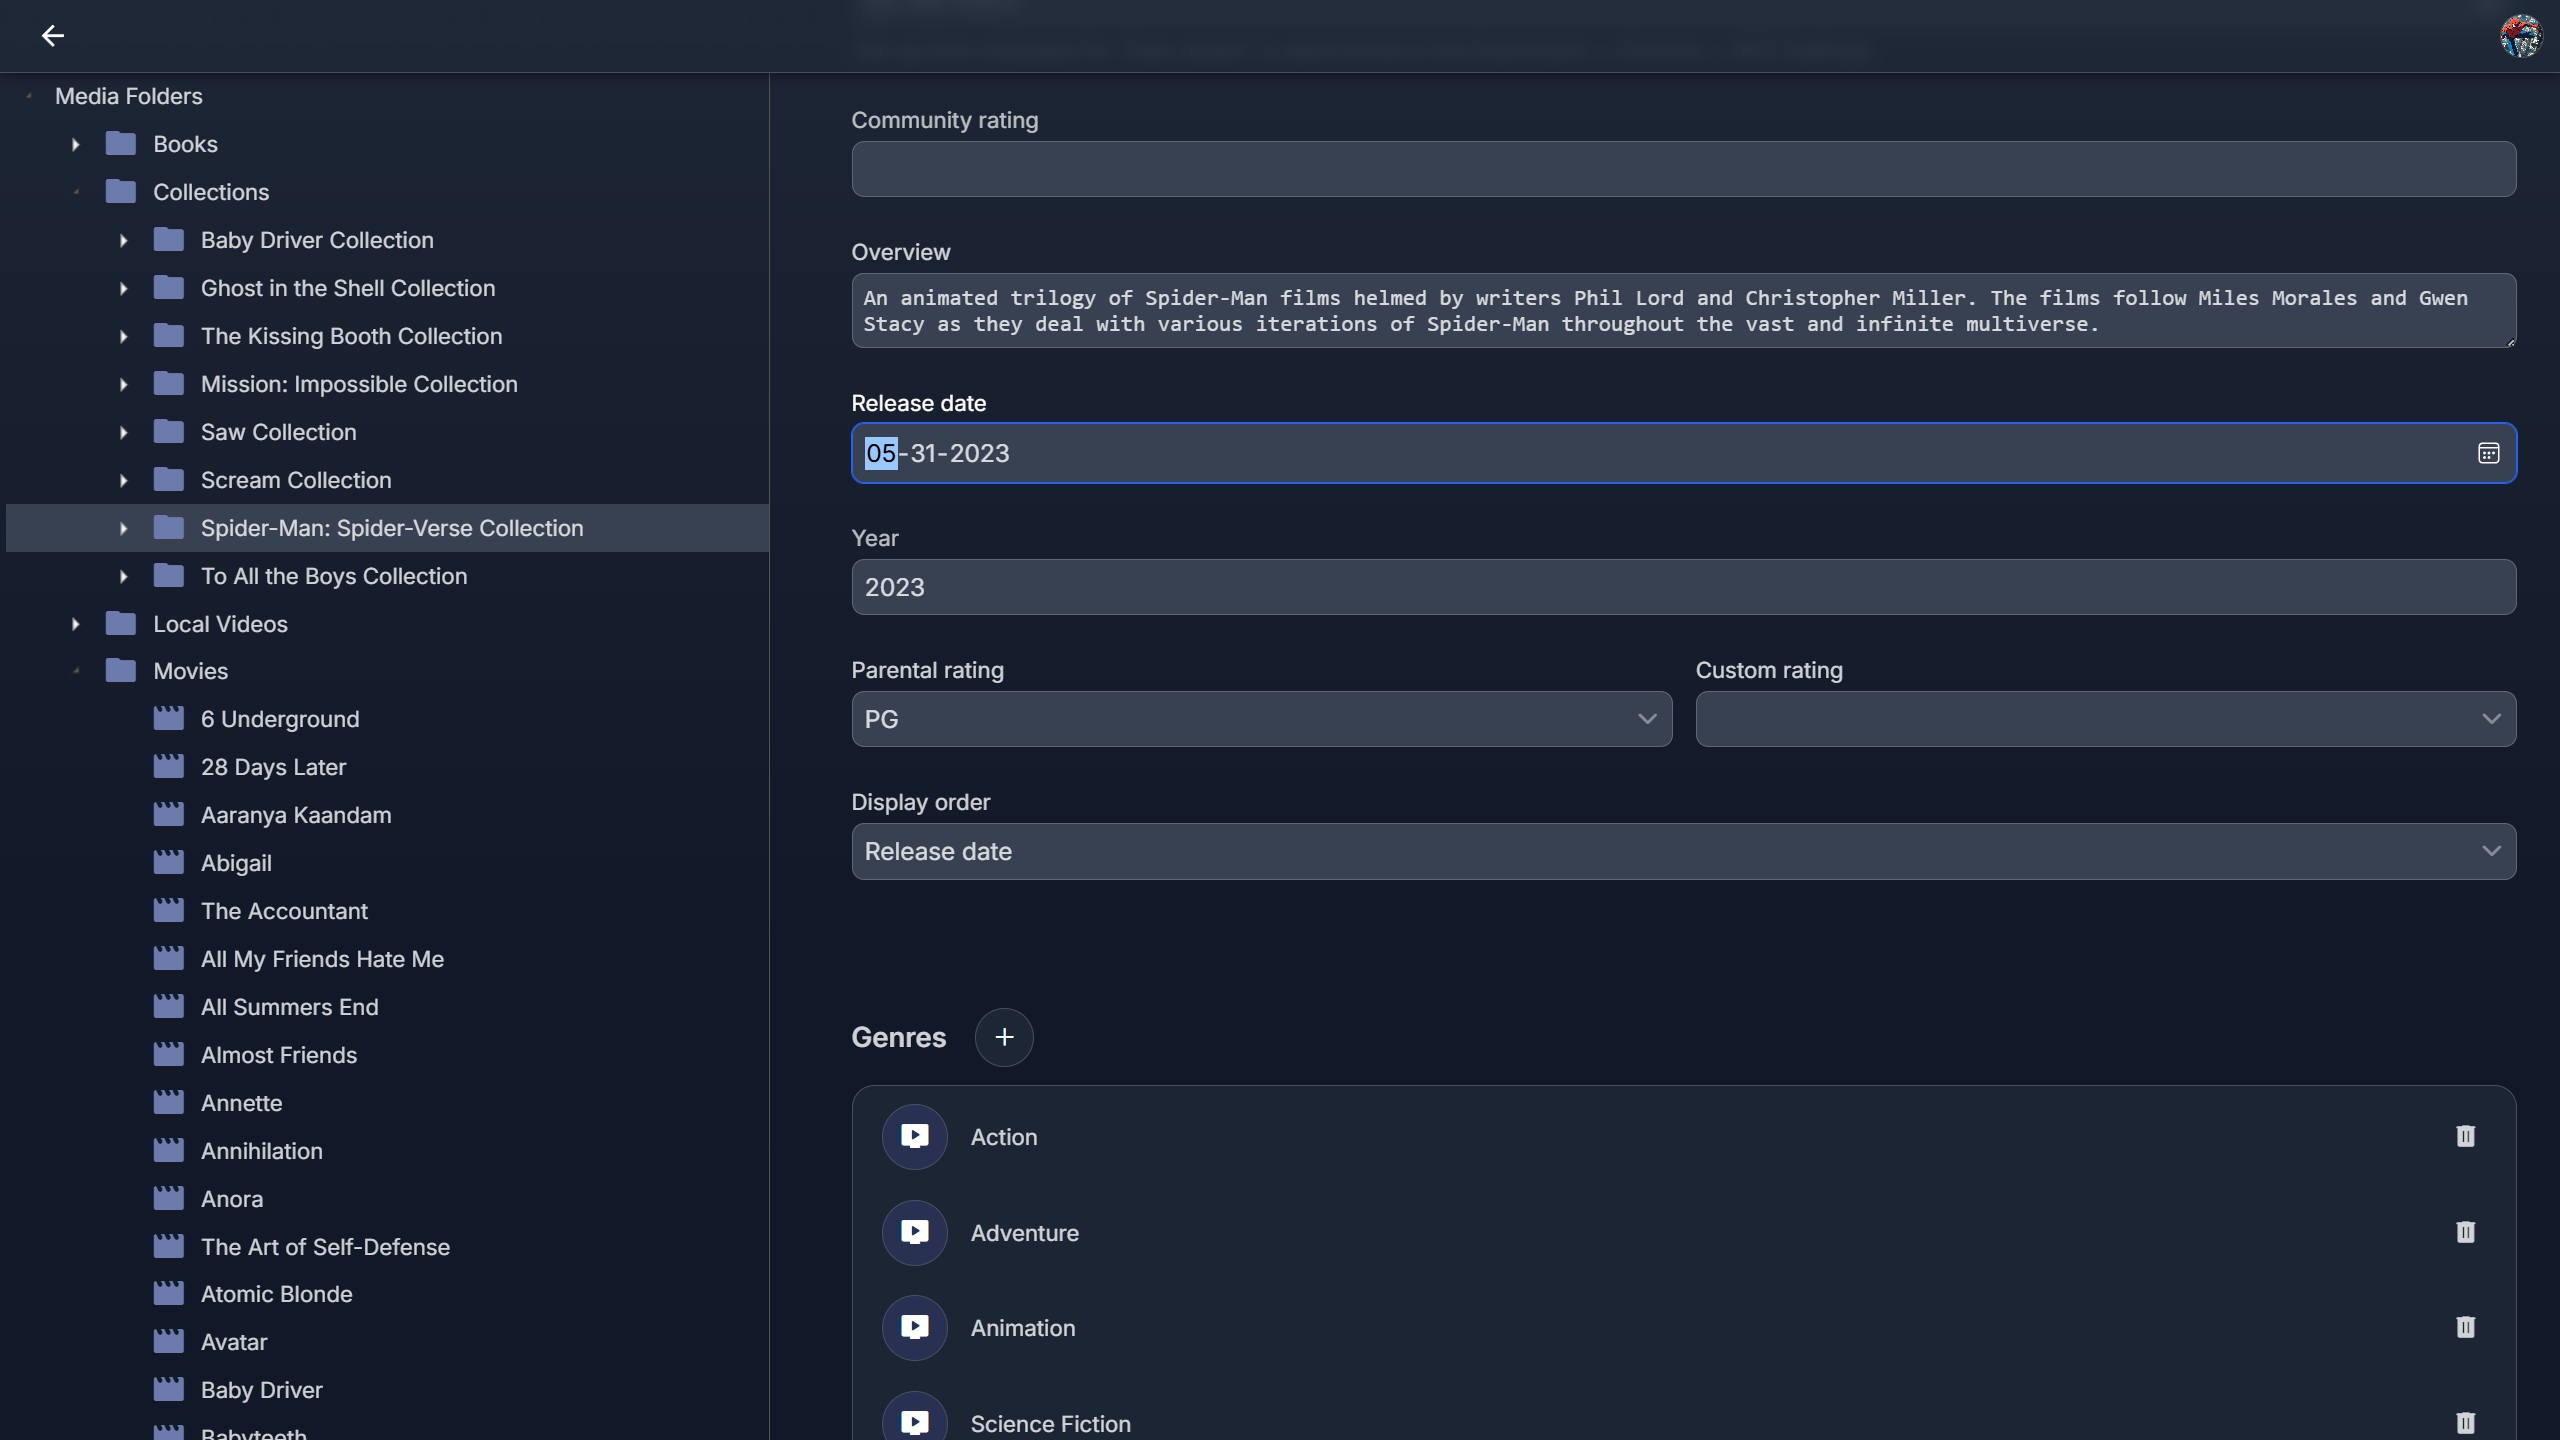 Media Folders
Books
Collections
Baby Driver Collection
Ghost in the Shell Collection
The Kissing Booth Collection
Mission: Impossible Collection
Saw Collection
Scream Collection
Spider-Man: Spider-Verse Collection
To All the Boys Collection
Local Videos
Movies
6 Underground
28 Days Later
Aaranya Kaandam
Abigail
The Accountant
All My Friends Hate Me
All Summers End
Almost Friends
Annette
Annihilation
Anora
The Art of Self-Defense
Atomic Blonde
Avatar
Baby Driver
Babyteeth
Community rating
Overview
An animated trilogy of Spider-Man films helmed by writers Phil Lord and Christopher Miller. The films follow Miles Morales and Gwen
Stacy as they deal with various iterations of Spider-Man throughout the vast and infinite multiverse.
Release date
05-31-2023
Year
2023
Parental rating
PG
Custom rating
Display order
Release date
Genres
Action
Adventure
Animation
Science Fiction